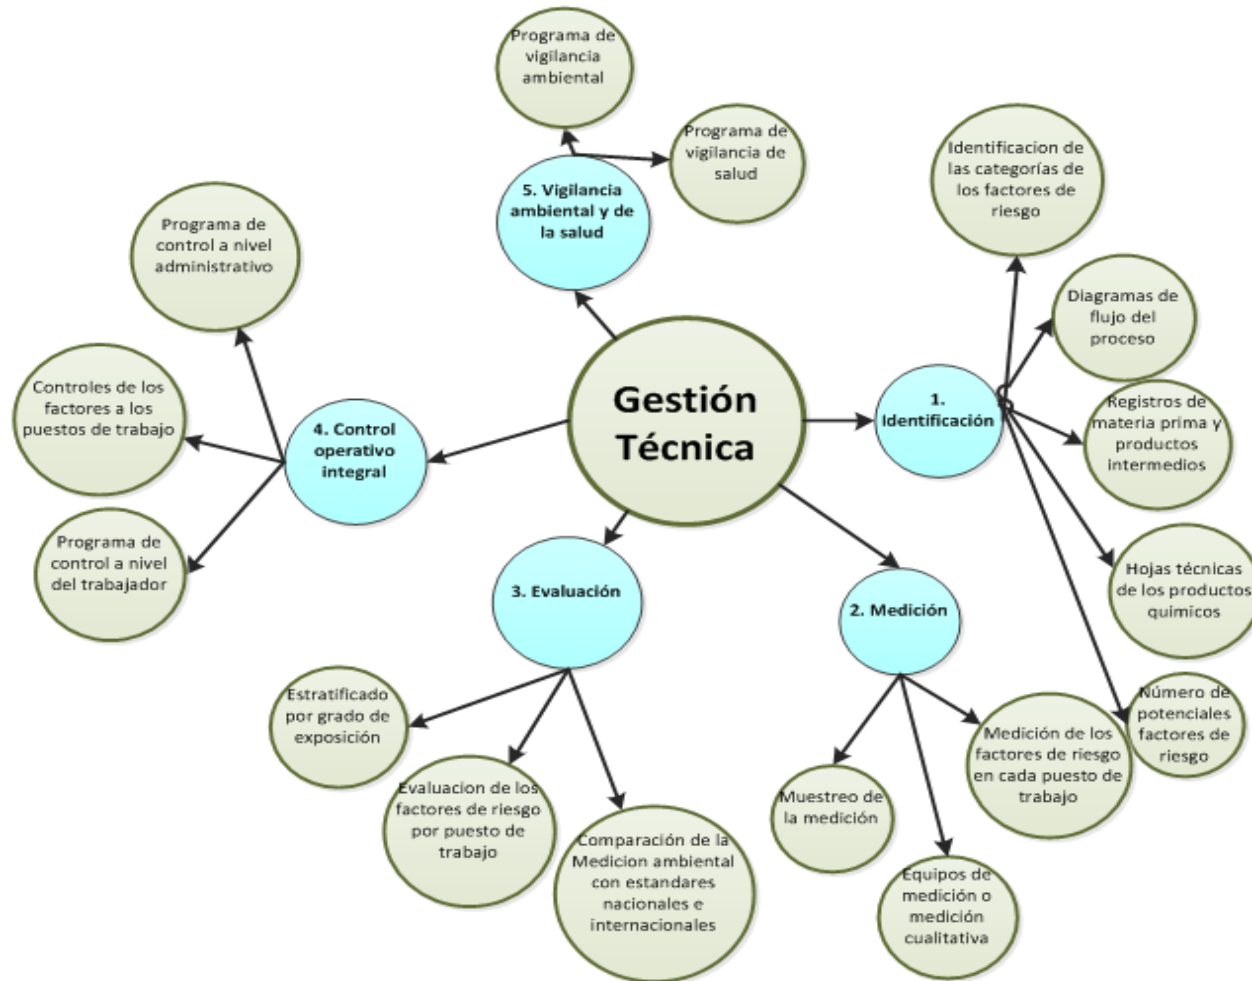 Programa de
vigilancia
ambiental
Programa de
vigilancia de
salud
5. Vigilancia
ambiental y de
la salud
Identificacion de
las categorías de
los factores de
riesgo
Programa de
control a nivel
administrativo
Diagramas de
flujo del
proceso
Gestión
Técnica
1.
Identificación
Registros de
materia prima y
productos
intermedios
Controles de los
factores a los
puestos de trabajo
4. Control
operativo
integral
Programa de
control a nivel
del trabajador
Hojas técnicas
de los productos
químicos
3. Evaluación
2. Medición
Número de
potenciales
factores de
riesgo
Estratificado
por grado de
exposición
Evaluacion de los
factores de riesgo
por puesto de
trabajo
Comparación de la
Medicion ambiental
con estandares
nacionales e
internacionales
Muestreo de
la medición
Equipos de
medición o
medición
cualitativa
Medición de los
factores de riesgo
en cada puesto de
trabajo